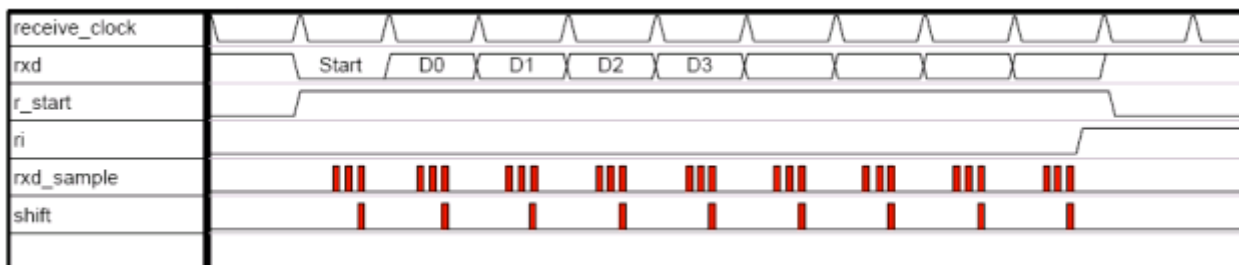 receive_clock
rxd Start D0 D1 D2 D3
r_start
ri
rxd_sample
shift